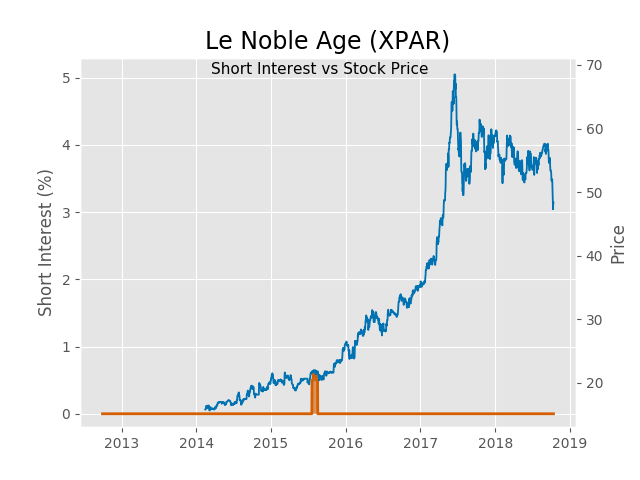 Le Noble Age (XPAR)
Short Interest vs Stock Price
5
4
3
2
1
0
Short Interest (%)
70
60
50
40
30
20
Price
2013 2014 2015 2016 2017 2018 2019